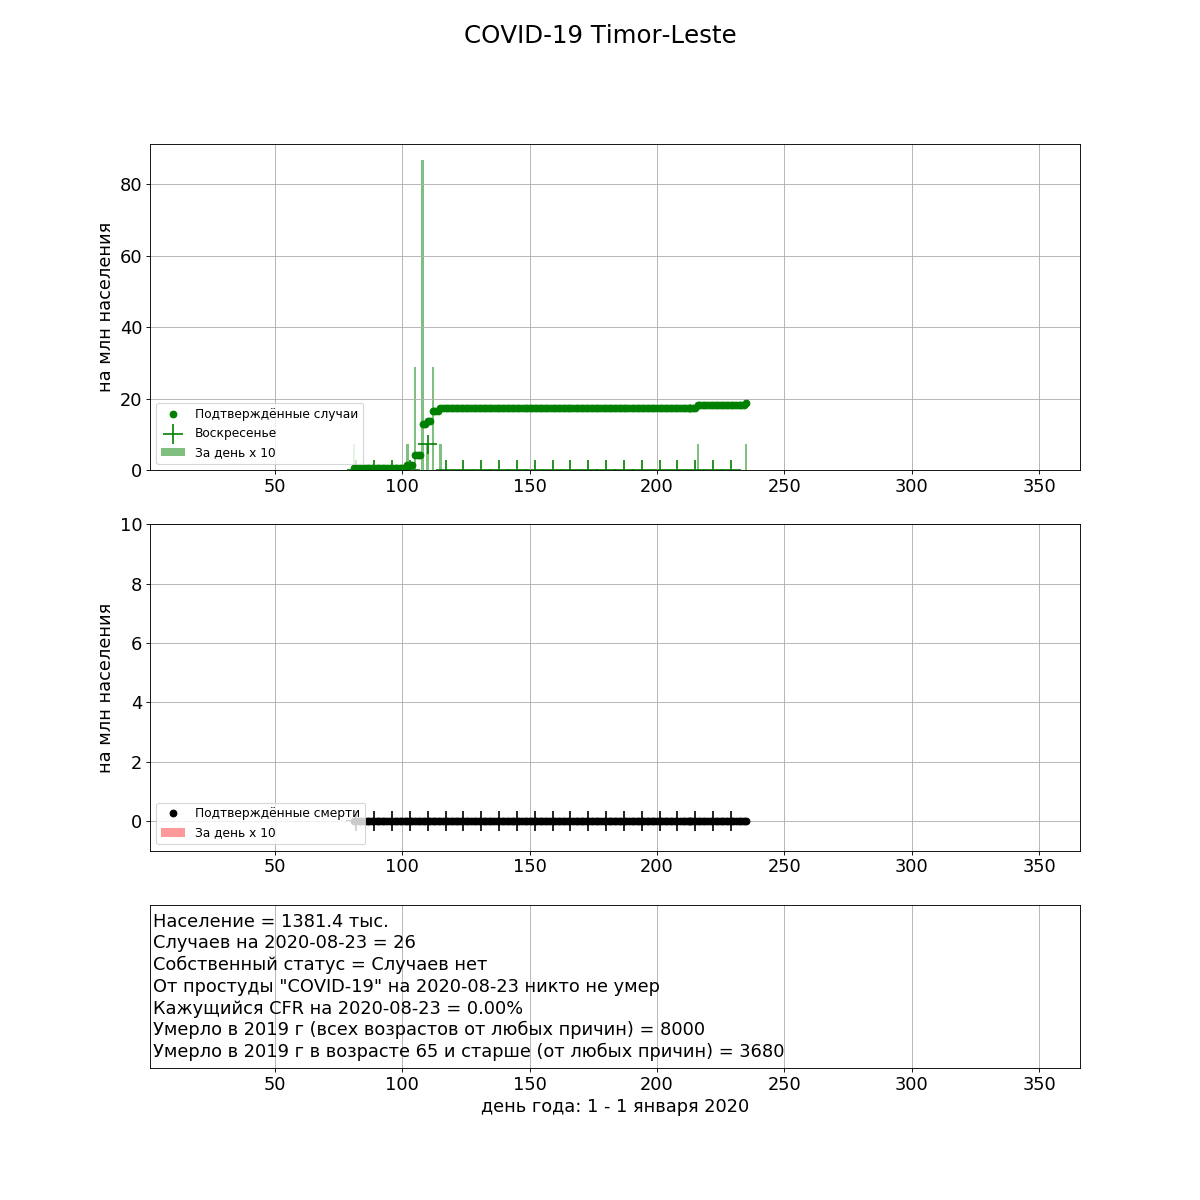 COVID-19 Timor-Leste
на млн населения
80
60
40
20
0
Подтверждённые случаи
Воскресенье
За день x 10
50 100 150 200 250 300 350
на млн населения
10
8
6
4
2
0
Подтверждённые смерти
За день x 10
50 100 150 200 250 300 350
Население = 1381.4 тыс.
Случаев на 2020-08-23 = 26
Собственный статус = Случаев нет
От простуды "COVID-19" на 2020-08-23 никто не умер
Кажущийся CFR на 2020-08-23 = 0.00%
Умерло в 2019 г (всех возрастов от любых причин) = 8000
Умерло в 2019 г в возрасте 65 и старше (от любых причин) = 3680
50 100 150 200 250 300 350
день года: 1 - 1 января 2020